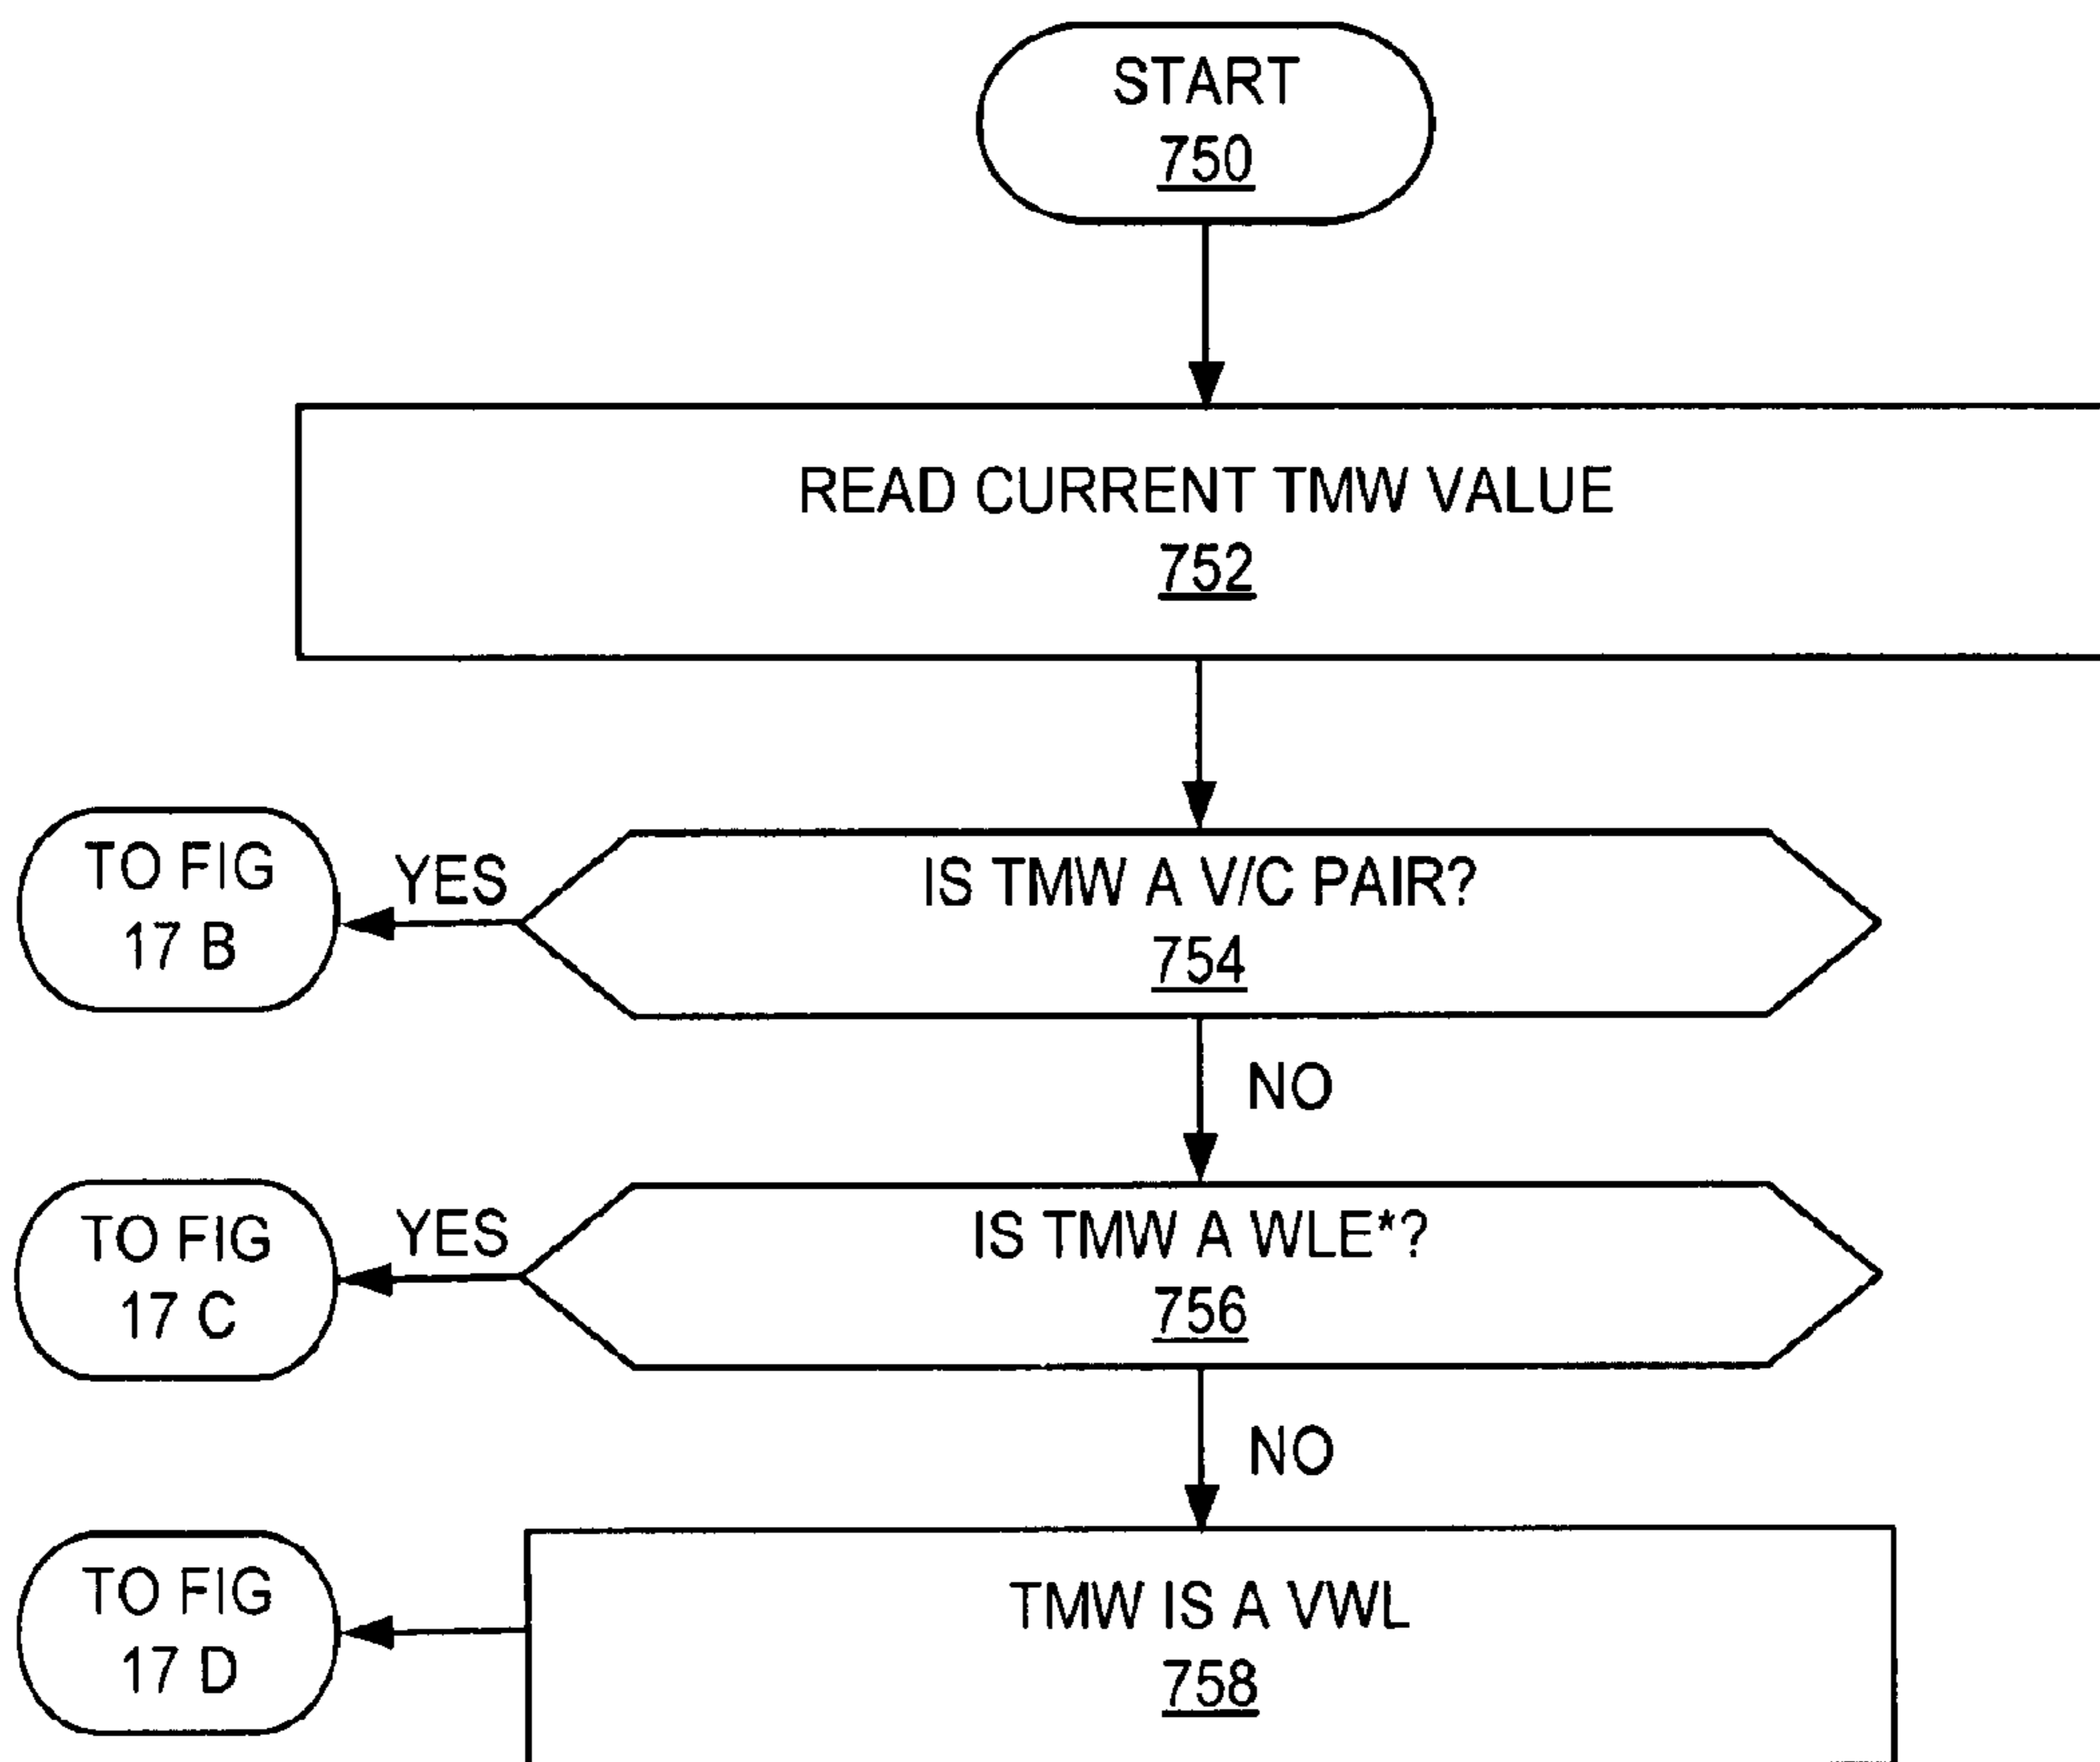 START
750
READ CURRENT TMW VALUE
752
TO FIG
17 B
YES
IS TMW A V/C PAIR?
754
NO
TO FIG
17 C
YES
IS TMW A WLE*?
756
NO
TO FIG
17 D
TMW IS A VWL
758